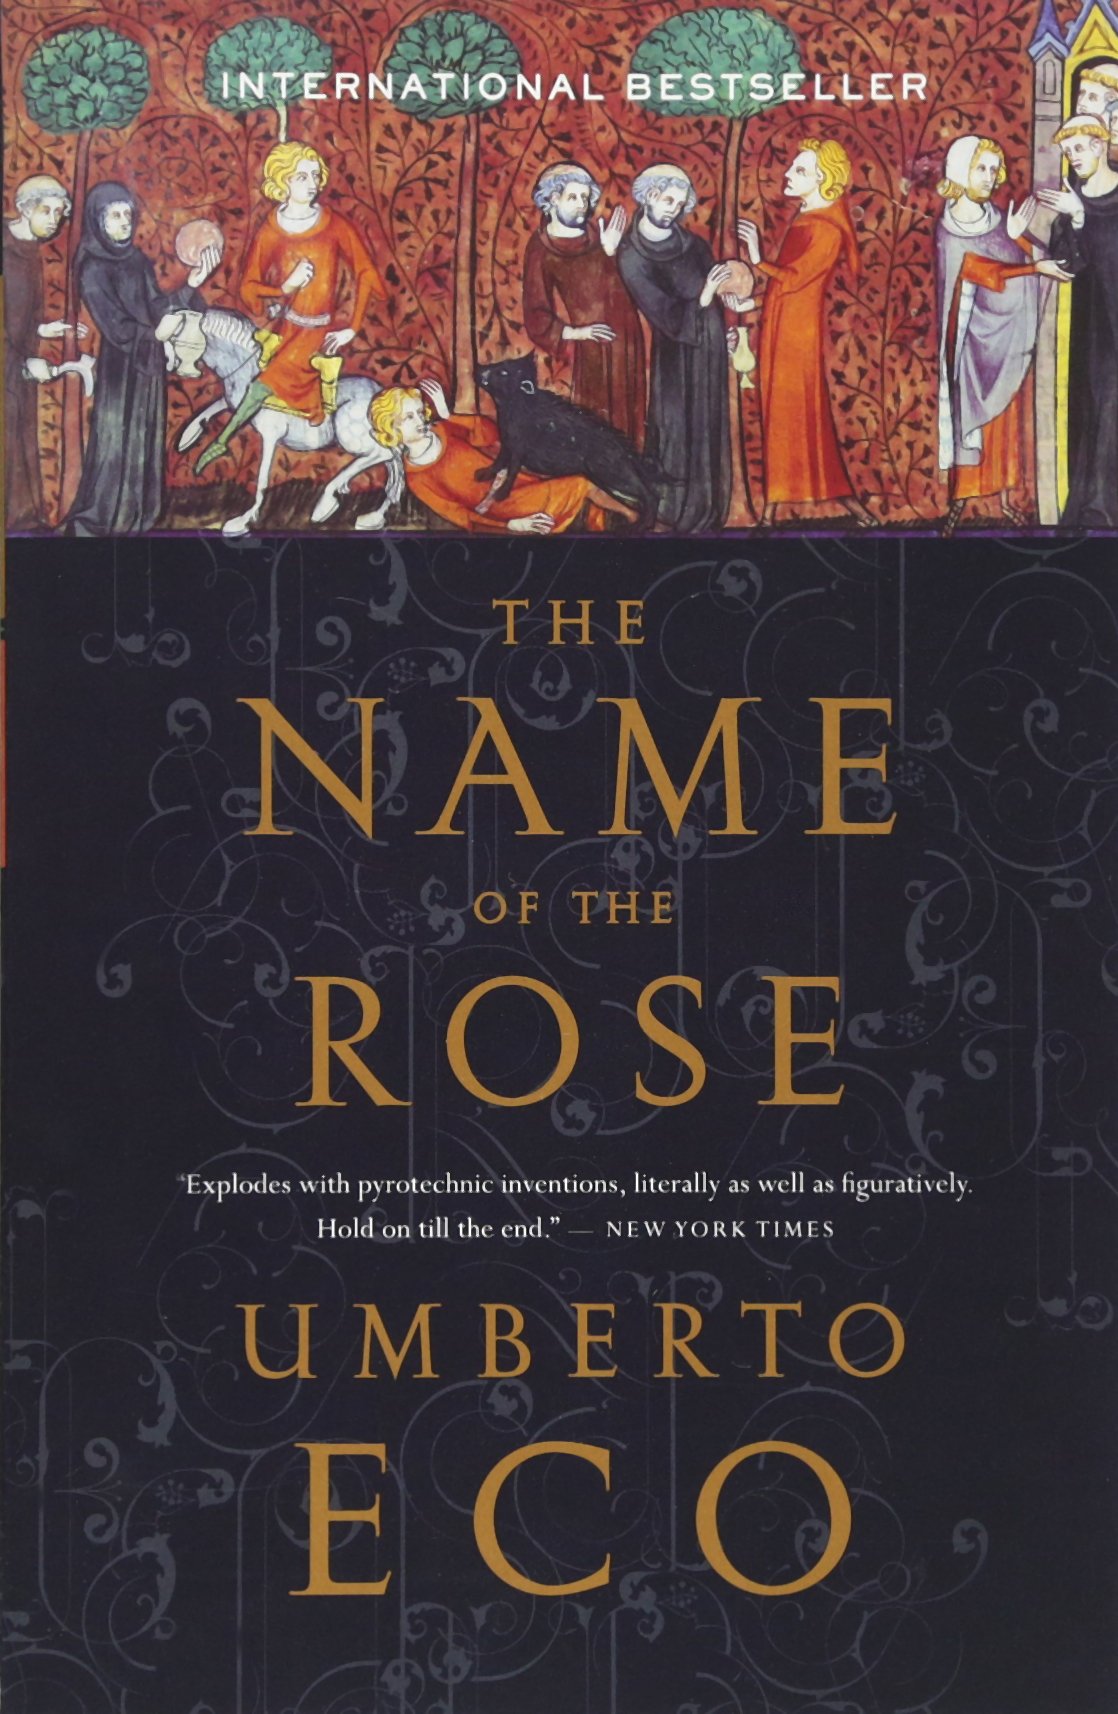 INTERNATIONAL BESTSELLER
THE
NAME
OF THE
ROSE
“Explodes with pyrotechnic inventions, literally as well as figuratively.
Hold on till the end.” — NEW YORK TIMES
UMBERTO
ECO